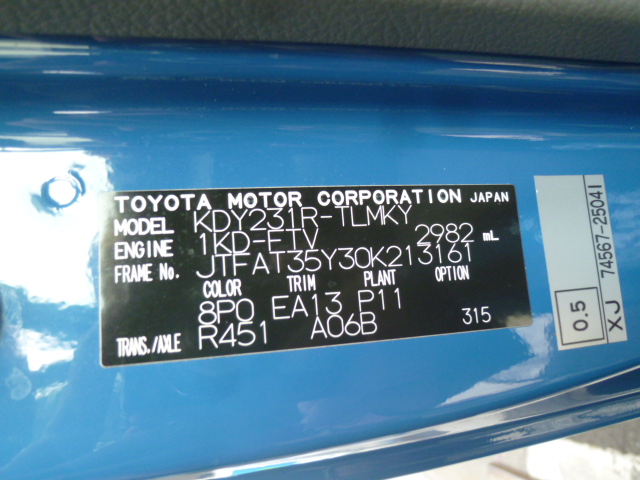 TOYOTA MOTOR CORPORATION JAPAN
MODEL KDY231R-TLMKY
ENGINE 1KD-FTV 2982 mL
FRAME No. JTFAT35Y30K213161
COLOR TRIM PLANT OPTION
8P0 EA13 P11
TRANS./AXLE R451 A06B 315
0.5
XJ 74567-25041